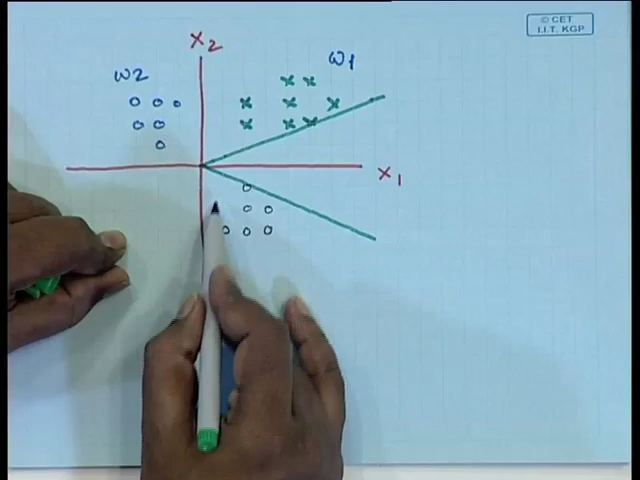 © CET
I.I.T. KGP
x2
ω1
ω2
x1